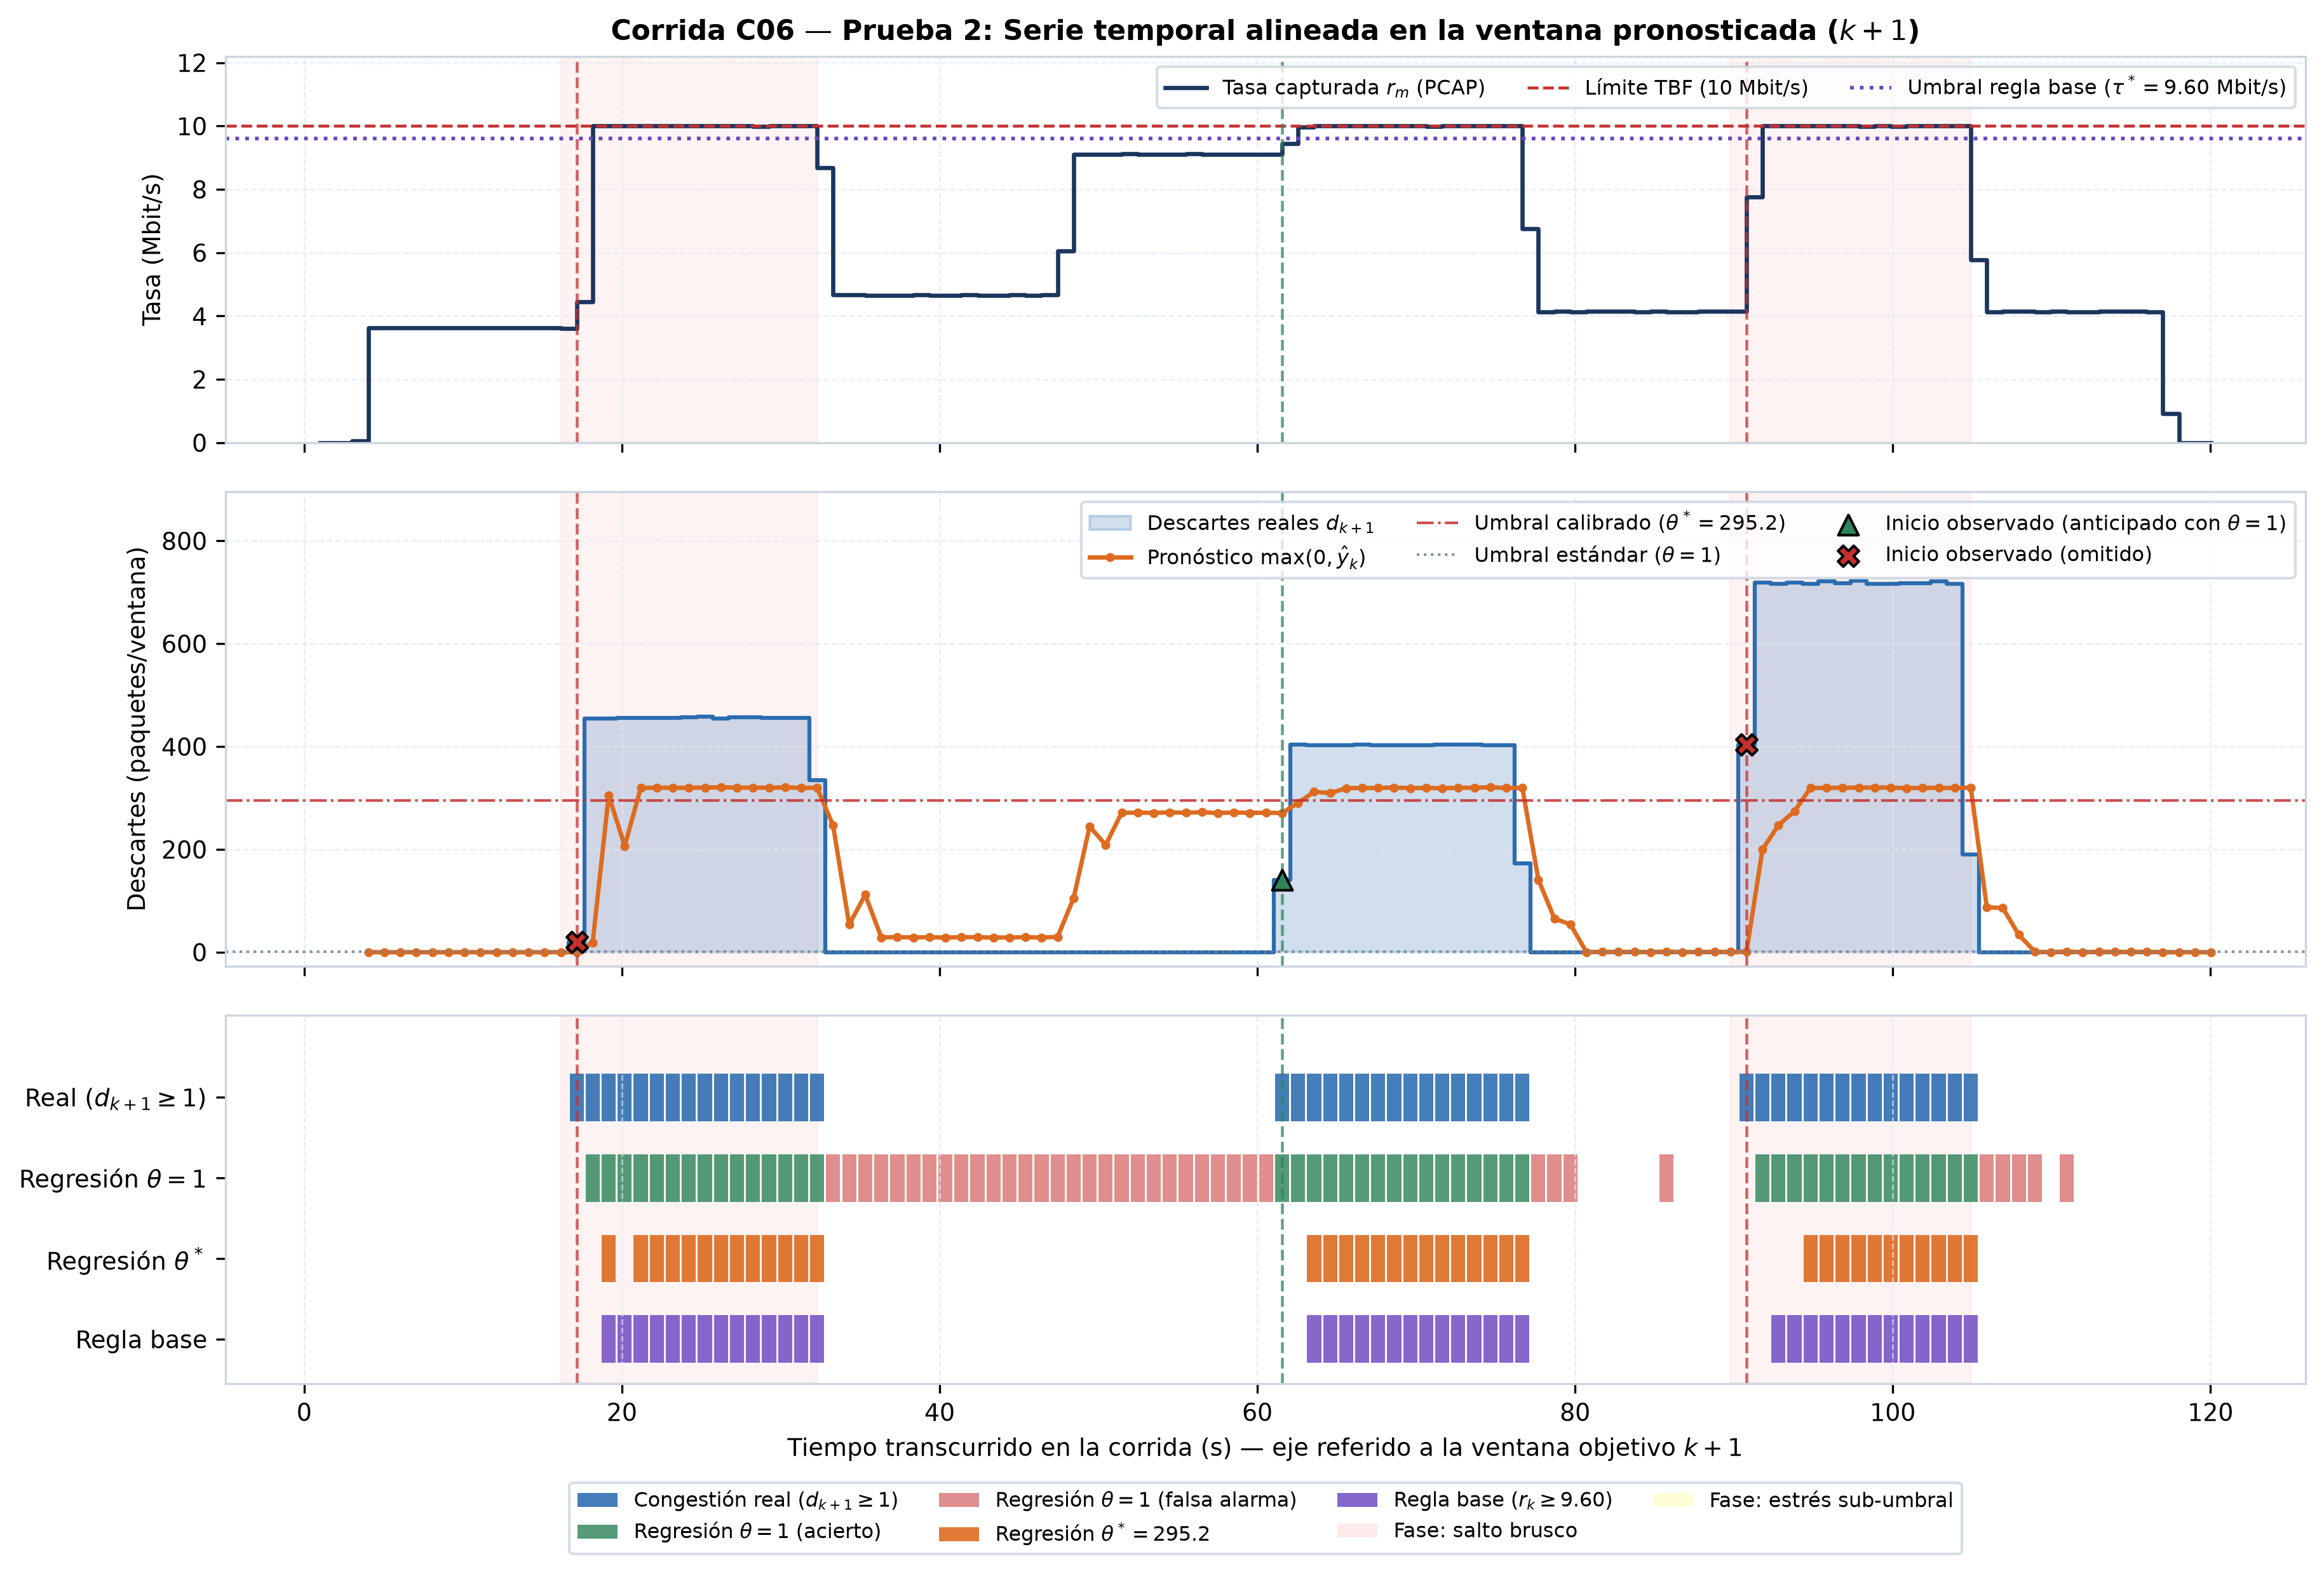 Corrida C06 — Prueba 2: Serie temporal alineada en la ventana pronosticada (k + 1)
Tasa capturada r_m (PCAP)
Límite TBF (10 Mbit/s)
Umbral regla base (τ* = 9.60 Mbit/s)
Tasa (Mbit/s)
12
10
8
6
4
2
0
Descartes reales d_{k+1}
Pronóstico max(0, ŷ_k)
Umbral calibrado (θ* = 295.2)
Umbral estándar (θ = 1)
Inicio observado (anticipado con θ = 1)
Inicio observado (omitido)
Descartes (paquetes/ventana)
800
600
400
200
0
Real (d_{k+1} ≥ 1)
Regresión θ = 1
Regresión θ*
Regla base
0 20 40 60 80 100 120
Tiempo transcurrido en la corrida (s) — eje referido a la ventana objetivo k + 1
Congestión real (d_{k+1} ≥ 1)
Regresión θ = 1 (acierto)
Regresión θ = 1 (falsa alarma)
Regresión θ* = 295.2
Regla base (r_k ≥ 9.60)
Fase: salto brusco
Fase: estrés sub-umbral